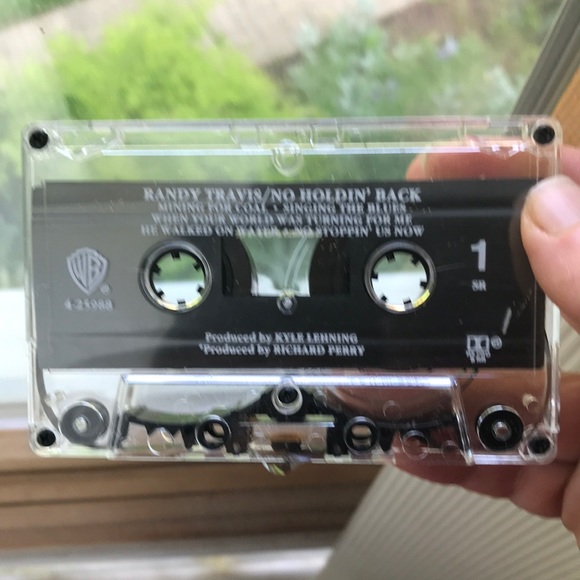 RANDY TRAVIS/NO HOLDIN' BACK
MINING FOR COAL • SINGING THE BLUES
WHEN YOUR WORLD WAS TURNING FOR ME
HE WALKED ON WATER • NO STOPPIN' US NOW
WB
®
4-25988
1
SR
Produced by KYLE LEHNING
*Produced by RICHARD PERRY